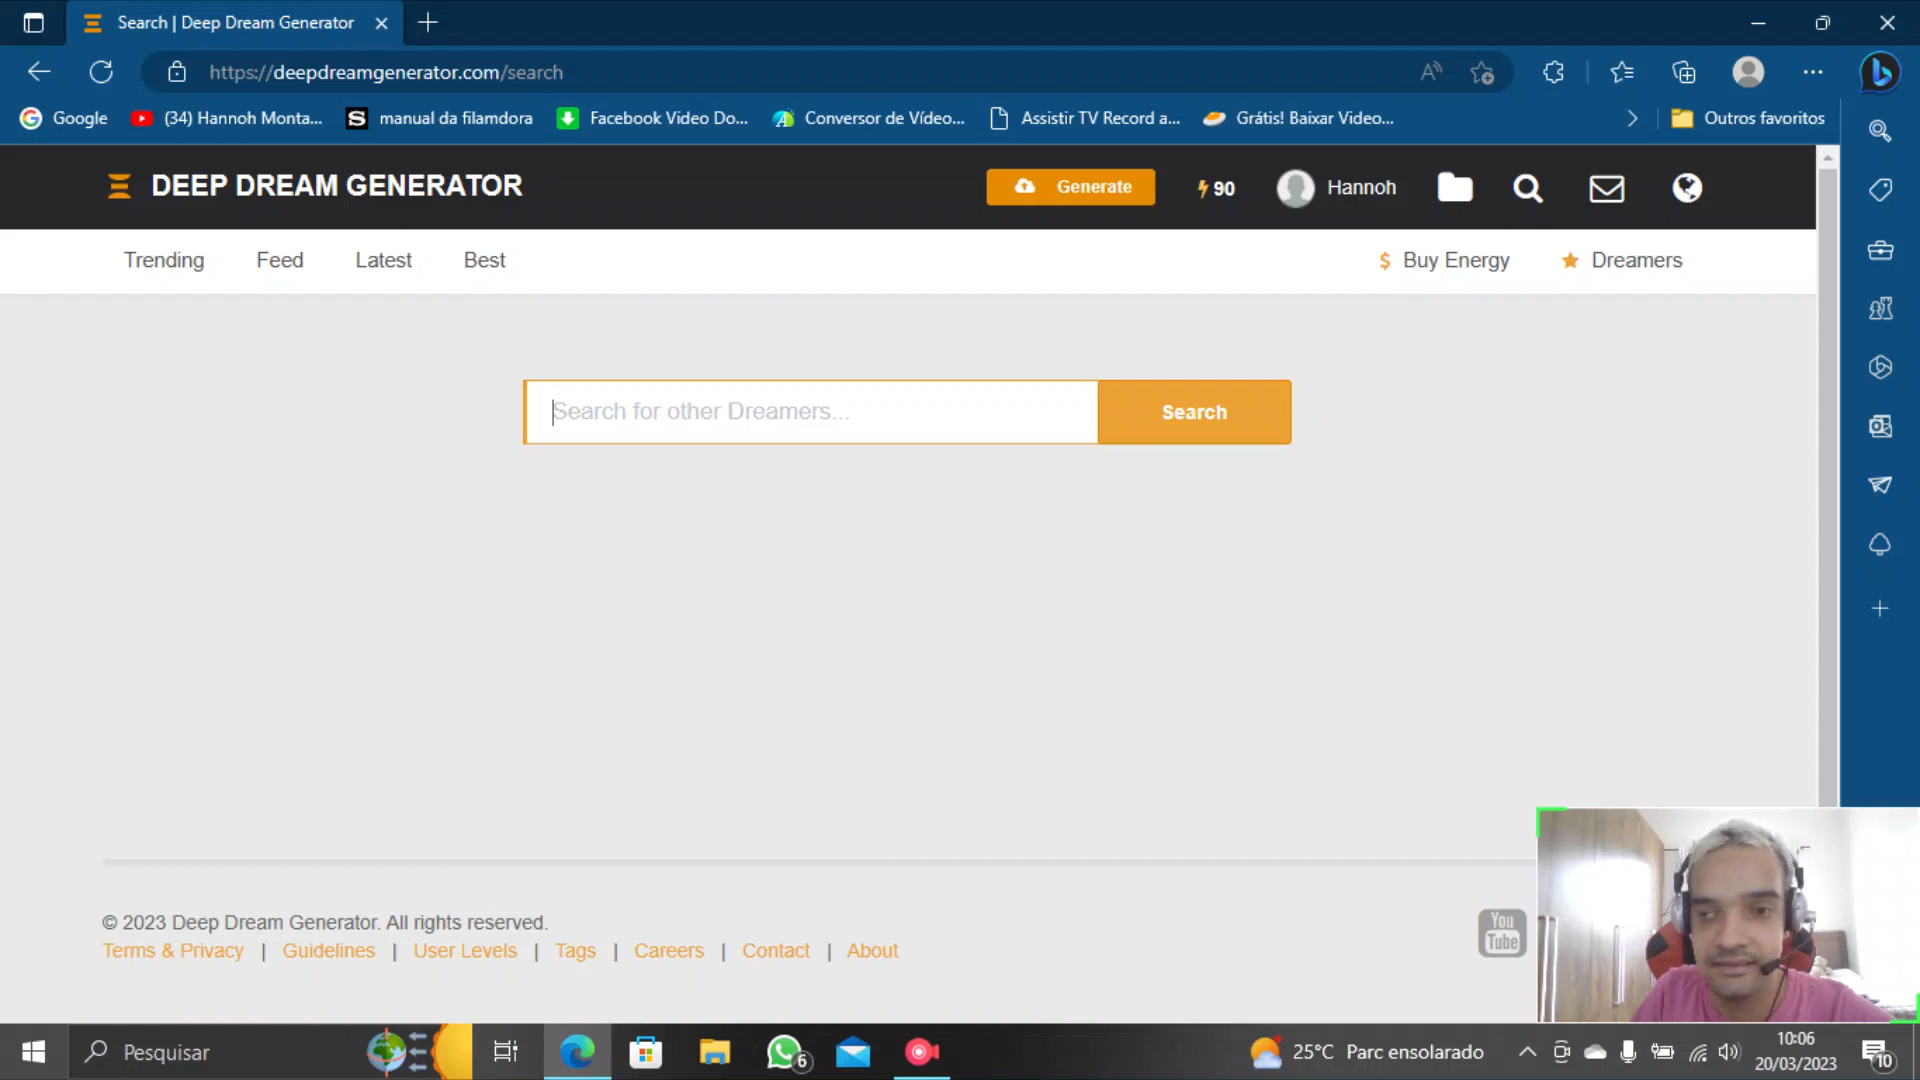 Search | Deep Dream Generator
https://deepdreamgenerator.com/search
Google
(34) Hannoh Monta...
manual da filamdora
Facebook Video Do...
Conversor de Vídeo...
Assistir TV Record a...
Grátis! Baixar Video...
Outros favoritos
DEEP DREAM GENERATOR
Generate
90
Hannoh
Trending Feed Latest Best
$ Buy Energy
Dreamers
Search for other Dreamers...
Search
© 2023 Deep Dream Generator. All rights reserved.
Terms & Privacy | Guidelines | User Levels | Tags | Careers | Contact | About
You
Tube
Pesquisar
6
25°C Parc ensolarado
10:06
20/03/2023
10